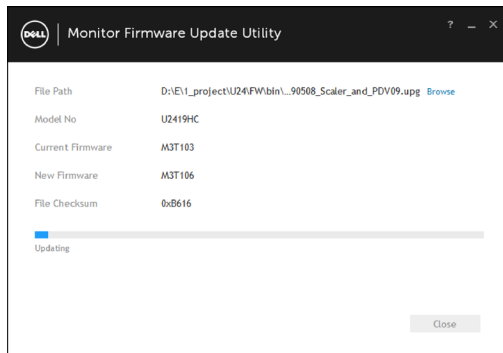 DELL | Monitor Firmware Update Utility ? _ X
File Path D:\E\1_project\U24\FW\bin\...90508_Scaler_and_PDV09.upg Browse
Model No U2419HC
Current Firmware M3T103
New Firmware M3T106
File Checksum 0xB616
Updating
Close